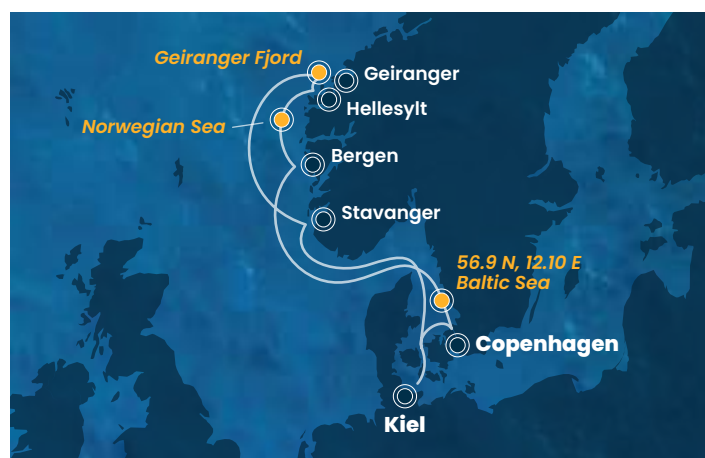 Geiranger Fjord
Geiranger
Hellesylt
Norwegian Sea
Bergen
Stavanger
56.9 N, 12.10 E
Baltic Sea
Copenhagen
Kiel